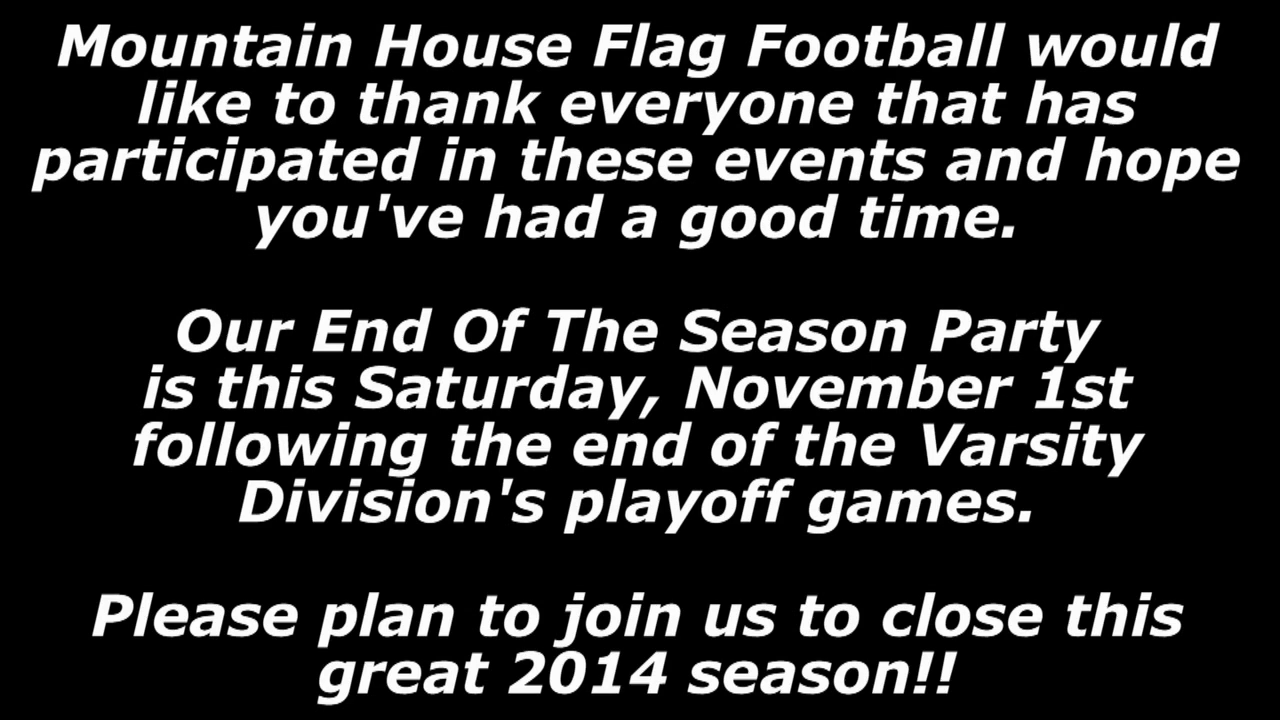 Mountain House Flag Football would
like to thank everyone that has
participated in these events and hope
you've had a good time.
Our End Of The Season Party
is this Saturday, November 1st
following the end of the Varsity
Division's playoff games.
Please plan to join us to close this
great 2014 season!!